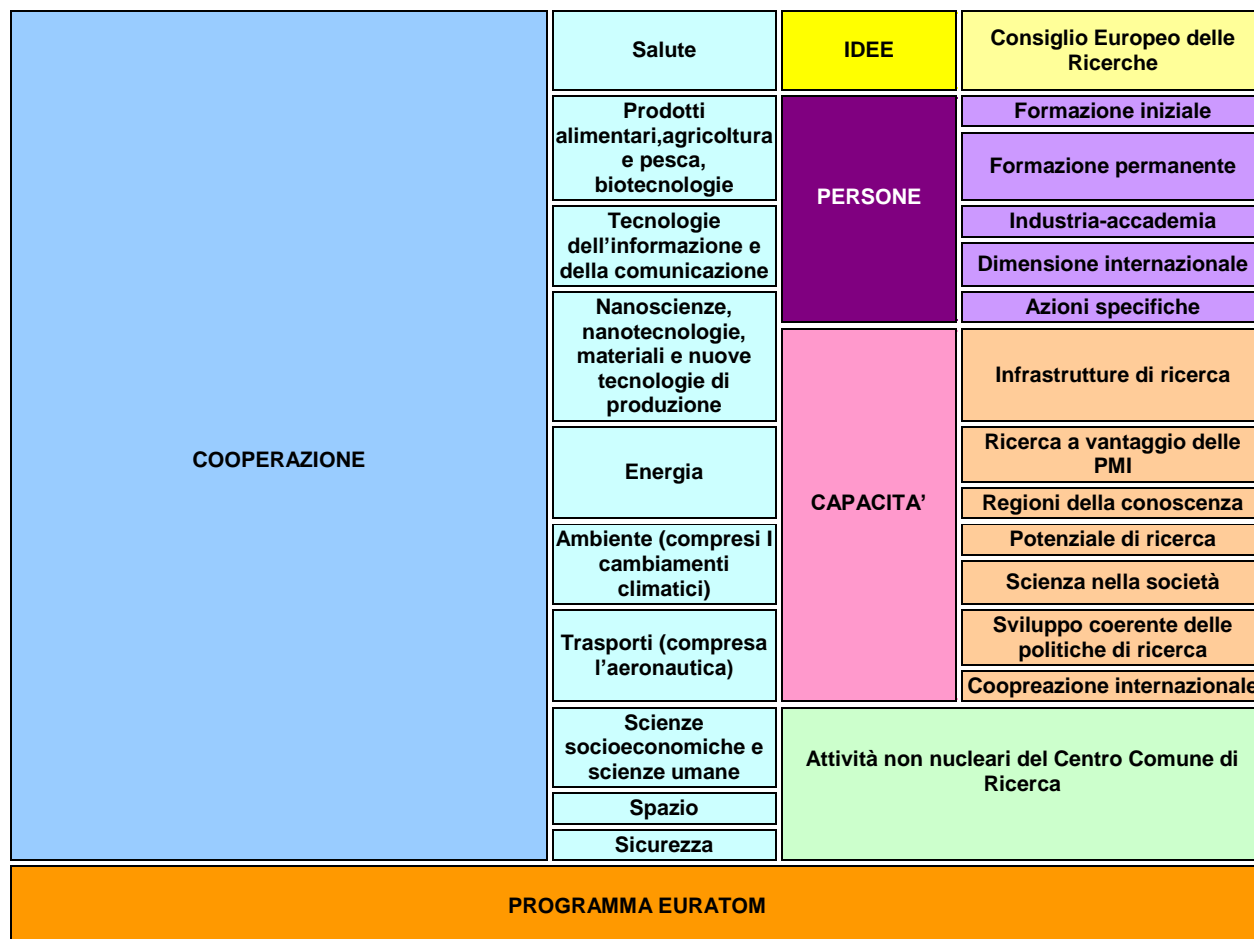 COOPERAZIONE
Salute
Prodotti
alimentari,agricoltura
e pesca,
biotecnologie
Tecnologie
dell'informazione e
della comunicazione
Nanoscienze,
nanotecnologie,
materiali e nuove
tecnologie di
produzione
Energia
Ambiente (compresi I
cambiamenti
climatici)
Trasporti (compresa
l'aeronautica)
Scienze
socioeconomiche e
scienze umane
Spazio
Sicurezza
IDEE
Consiglio Europeo delle
Ricerche
PERSONE
Formazione iniziale
Formazione permanente
Industria-accademia
Dimensione internazionale
Azioni specifiche
CAPACITA'
Infrastrutture di ricerca
Ricerca a vantaggio delle
PMI
Regioni della conoscenza
Potenziale di ricerca
Scienza nella società
Sviluppo coerente delle
politiche di ricerca
Coopreazione internazionale
Attività non nucleari del Centro Comune di
Ricerca
PROGRAMMA EURATOM